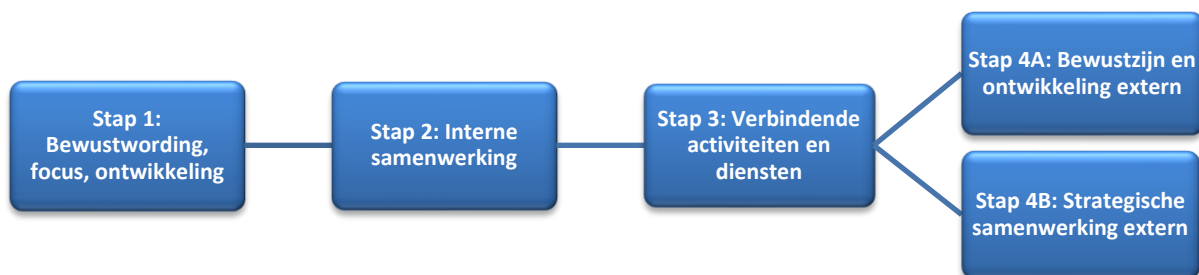 Stap 1:
Bewustwording,
focus, ontwikkeling
Stap 2: Interne
samenwerking
Stap 3: Verbindende
activiteiten en
diensten
Stap 4A: Bewustzijn en
ontwikkeling extern
Stap 4B: Strategische
samenwerking extern